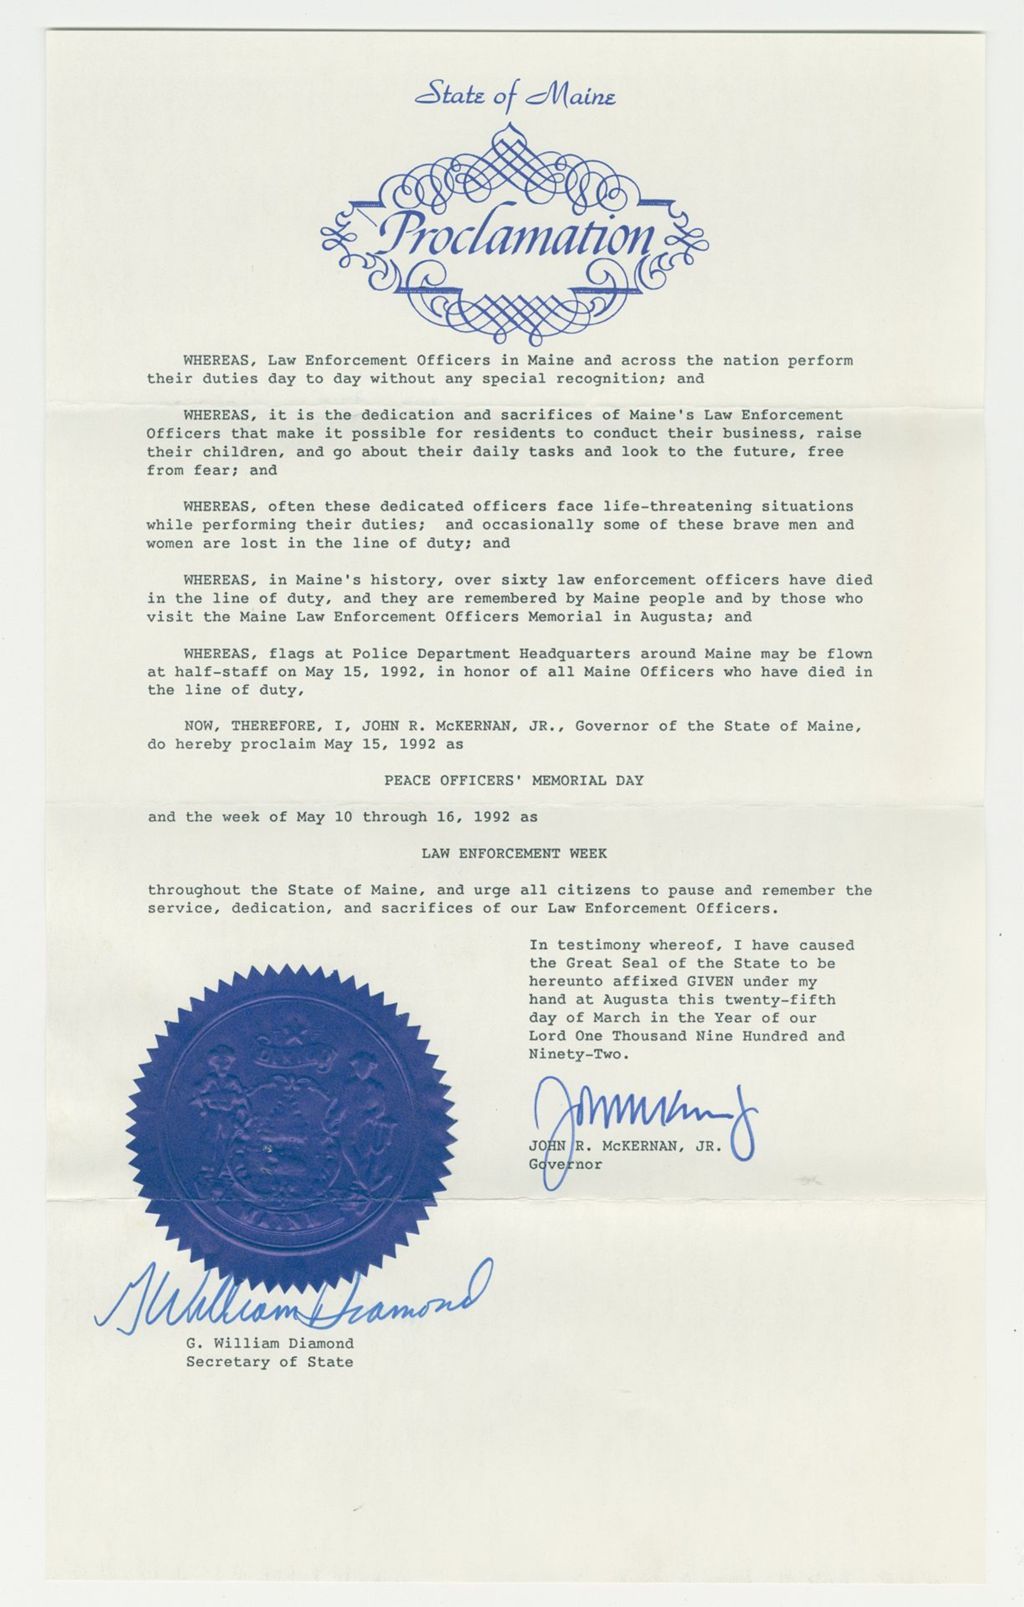 State of Maine
Proclamation
WHEREAS, Law Enforcement Officers in Maine and across the nation perform
their duties day to day without any special recognition; and
WHEREAS, it is the dedication and sacrifices of Maine's Law Enforcement
Officers that make it possible for residents to conduct their business, raise
their children, and go about their daily tasks and look to the future, free
from fear; and
WHEREAS, often these dedicated officers face life-threatening situations
while performing their duties; and occasionally some of these brave men and
women are lost in the line of duty; and
WHEREAS, in Maine's history, over sixty law enforcement officers have died
in the line of duty, and they are remembered by Maine people and by those who
visit the Maine Law Enforcement Officers Memorial in Augusta; and
WHEREAS, flags at Police Department Headquarters around Maine may be flown
at half-staff on May 15, 1992, in honor of all Maine Officers who have died in
the line of duty,
NOW, THEREFORE, I, JOHN R. McKERNAN, JR., Governor of the State of Maine,
do hereby proclaim May 15, 1992 as
PEACE OFFICERS' MEMORIAL DAY
and the week of May 10 through 16, 1992 as
LAW ENFORCEMENT WEEK
throughout the State of Maine, and urge all citizens to pause and remember the
service, dedication, and sacrifices of our Law Enforcement Officers.
In testimony whereof, I have caused
the Great Seal of the State to be
hereunto affixed GIVEN under my
hand at Augusta this twenty-fifth
day of March in the Year of our
Lord One Thousand Nine Hundred and
Ninety-Two.
JOHN R. McKERNAN, JR.
Governor
DIRIGO
MAINE
G William Diamond
G. William Diamond
Secretary of State